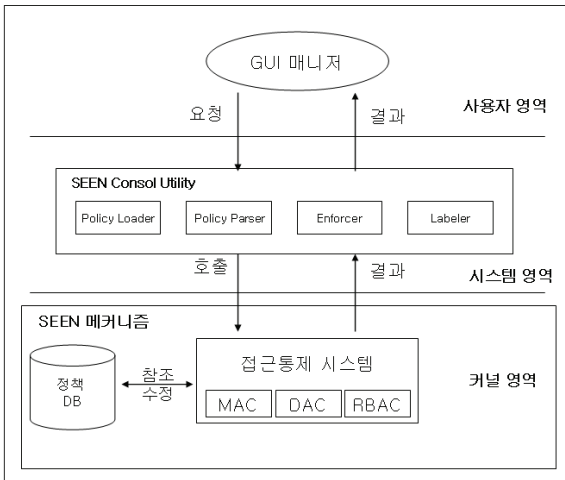 GUI 매니저
요청
결과
사용자 영역
SEEN Consol Utility
Policy Loader
Policy Parser
Enforcer
Labeler
호출
결과
시스템 영역
SEEN 메커니즘
정책
DB
참조
수정
접근통제 시스템
MAC
DAC
RBAC
커널 영역